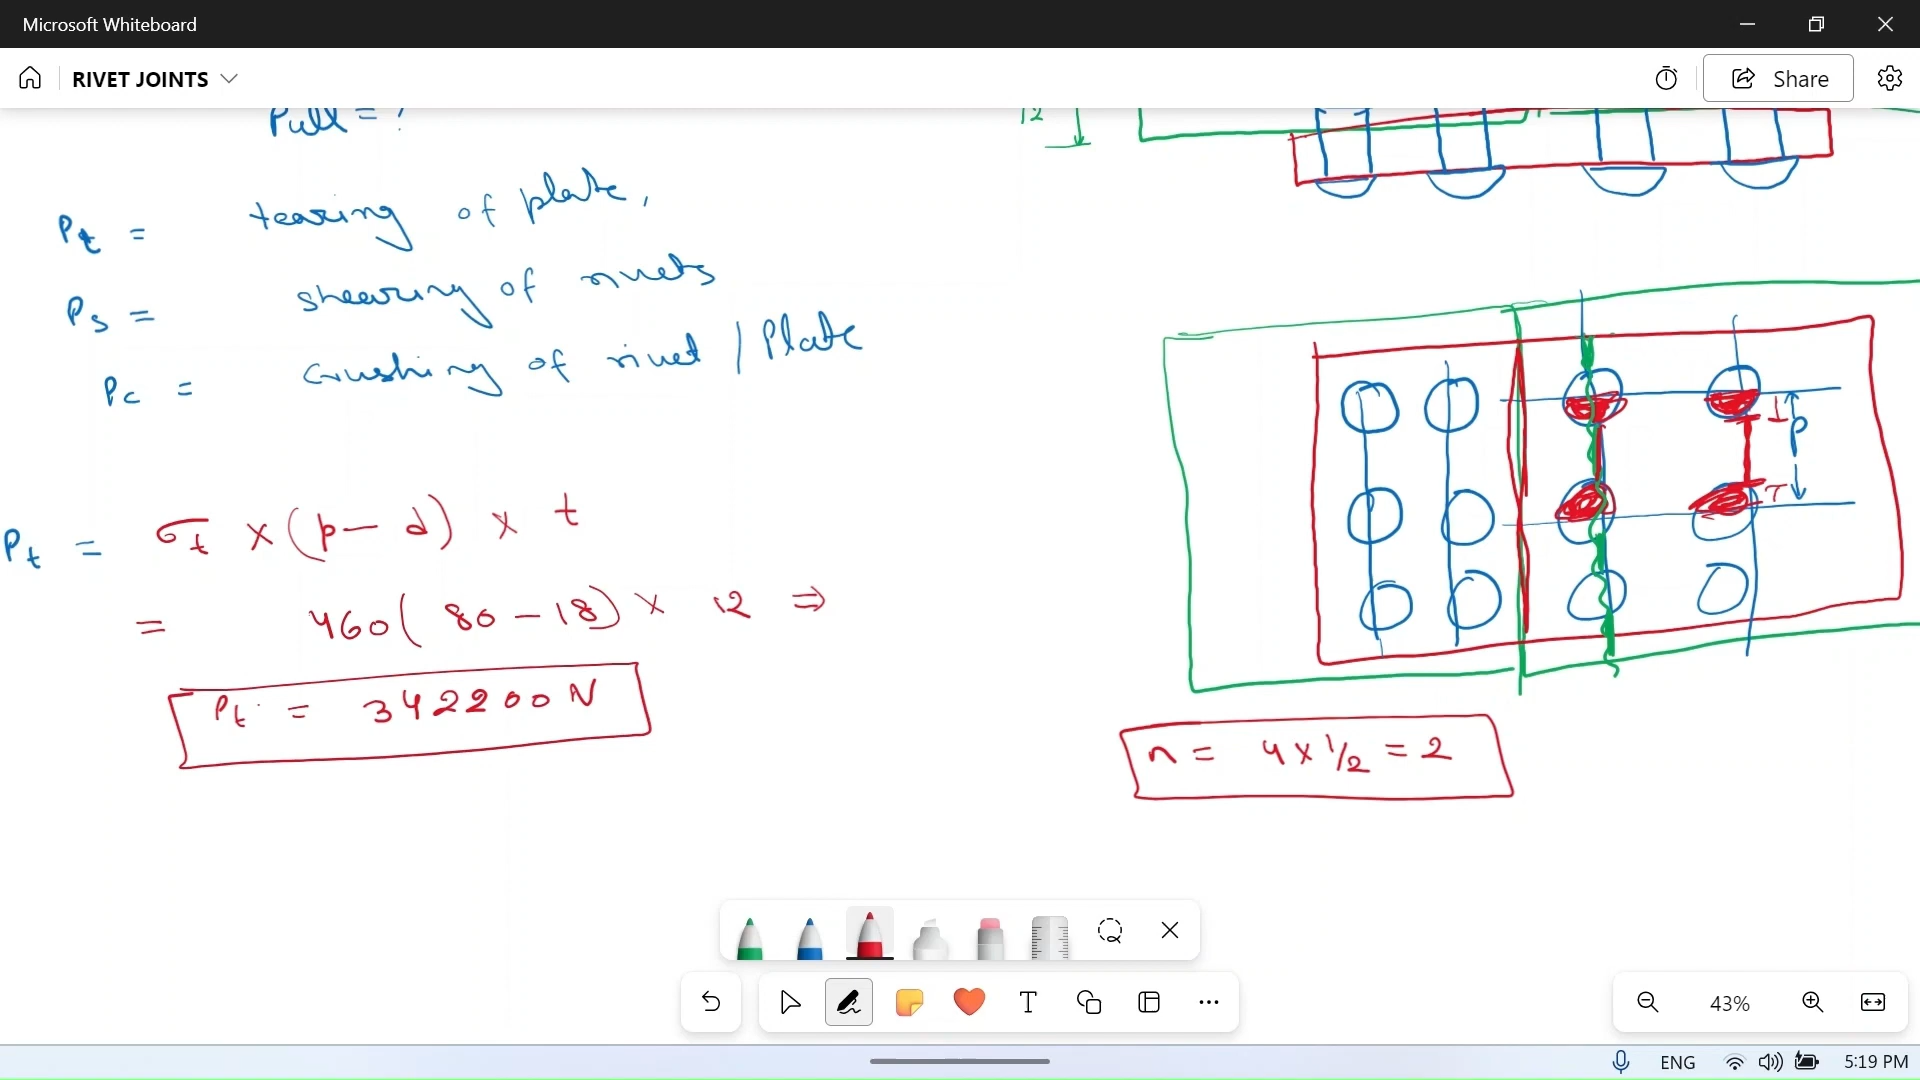 Microsoft Whiteboard
RIVET JOINTS
Share
Pull = ?
12
Pt = tearing of plate,
Ps = shearing of rivets
Pc = crushing of rivet / Plate
P
Pt = σt × (p - d) × t
= 460 (80 - 18) × 12 ⇒
Pt = 342200 N
n = 4 × 1/2 = 2
T
43%
ENG
5:19 PM